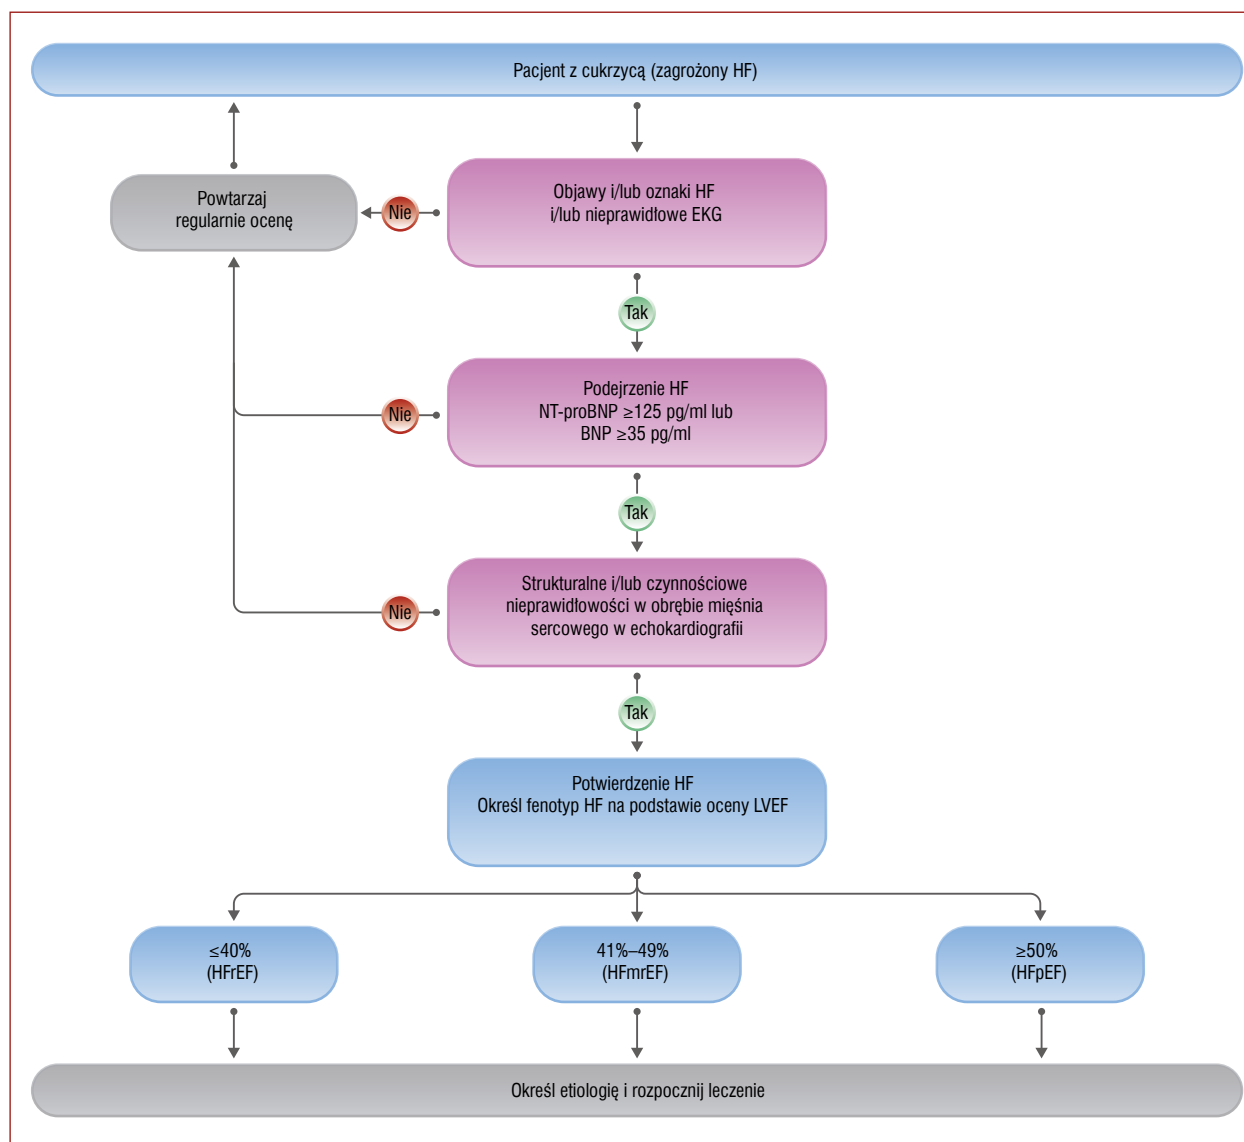 Pacjent z cukrzycą (zagrożony HF)
Powtarzaj
regularnie ocenę
Nie
Objawy i/lub oznaki HF
i/lub nieprawidłowe EKG
Tak
Nie
Podejrzenie HF
NT-proBNP ≥125 pg/ml lub
BNP ≥35 pg/ml
Tak
Nie
Strukturalne i/lub czynnościowe
nieprawidłowości w obrębie mięśnia
sercowego w echokardiografii
Tak
Potwierdzenie HF
Określ fenotyp HF na podstawie oceny LVEF
≤40%
(HFrEF)
41%–49%
(HFmrEF)
≥50%
(HFpEF)
Określ etiologię i rozpocznij leczenie